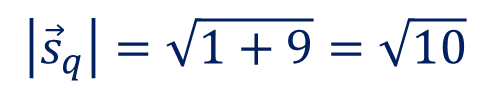 |s⃗_q| = √(1 + 9) = √10